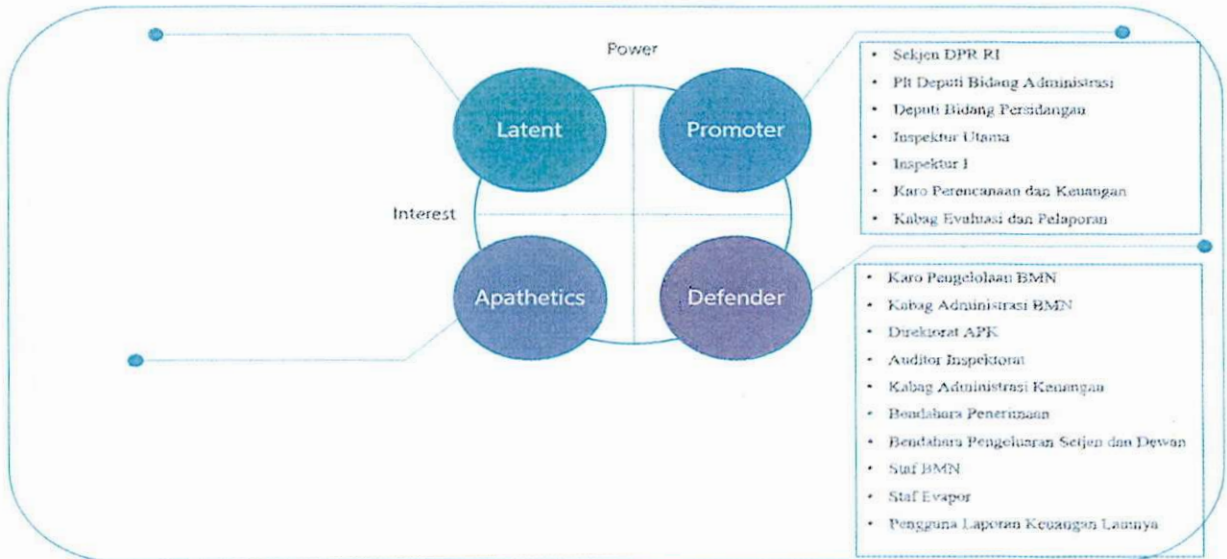 Power
Latent
Promoter
Interest
Apathetics
Defender
• Sekjen DPR RI
• Plt Deputi Bidang Administrasi
• Deputi Bidang Persidangan
• Inspektur Utama
• Inspektur I
• Karo Perencanaan dan Keuangan
• Kabag Evaluasi dan Pelaporan
• Karo Pengelolaan BMN
• Kabag Administrasi BMN
• Direktorat APK
• Auditor Inspektorat
• Kabag Administrasi Keuangan
• Bendahara Penerimaan
• Bendahara Pengeluaran Setjen dan Dewan
• Staf BMN
• Staf Evapor
• Pengguna Laporan Keuangan Lainnya